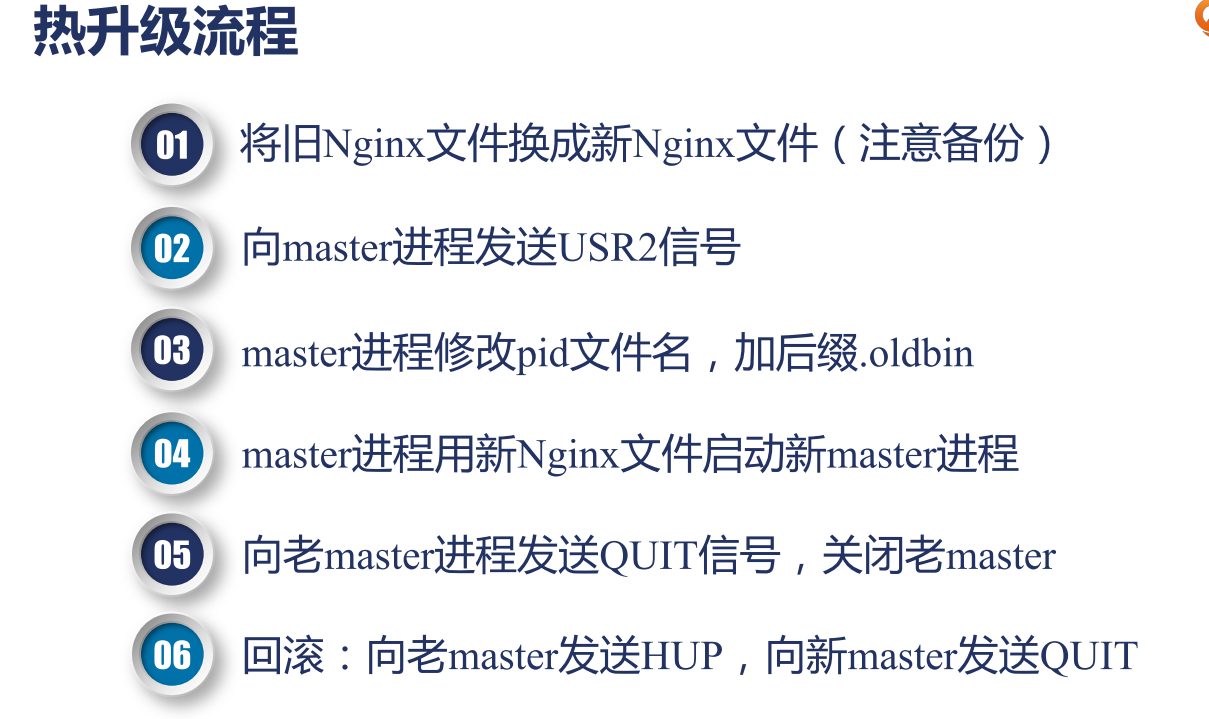 热升级流程
01 将旧Nginx文件换成新Nginx文件（注意备份）
02 向master进程发送USR2信号
03 master进程修改pid文件名，加后缀.oldbin
04 master进程用新Nginx文件启动新master进程
05 向老master进程发送QUIT信号，关闭老master
06 回滚：向老master发送HUP，向新master发送QUIT